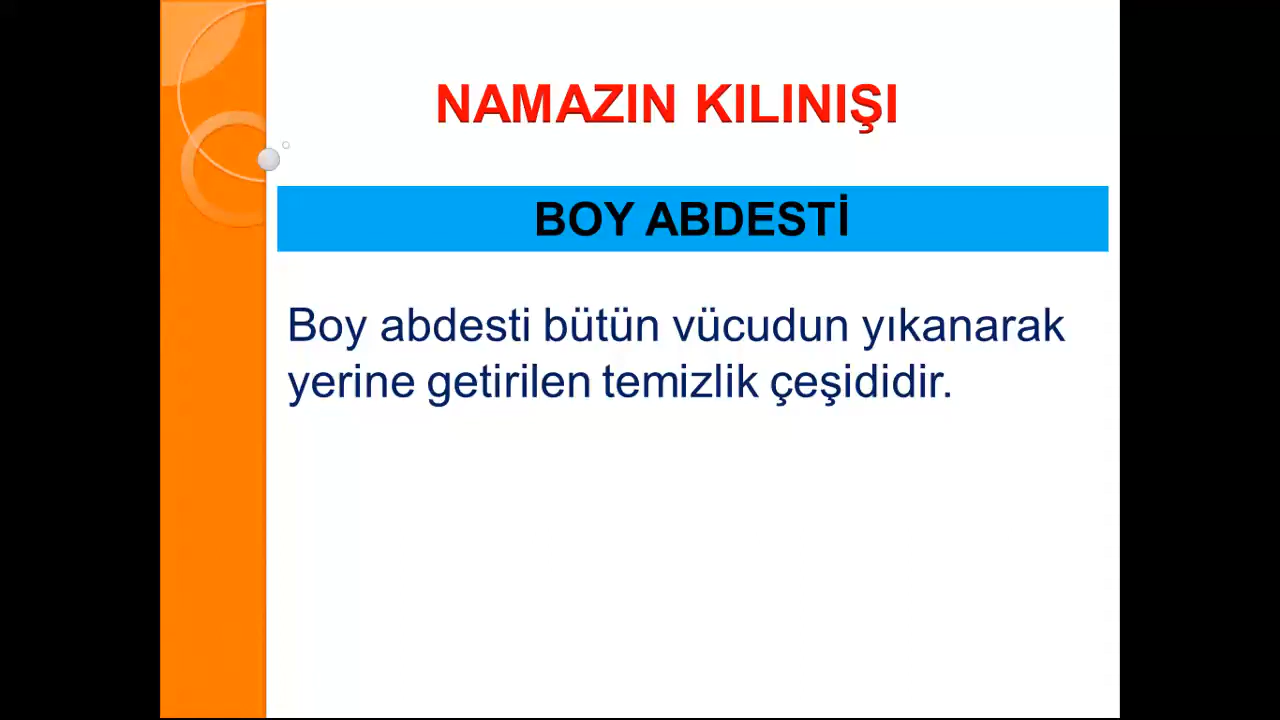 NAMAZIN KILINIŞI
BOY ABDESTİ
Boy abdesti bütün vücudun yıkanarak
yerine getirilen temizlik çeşididir.